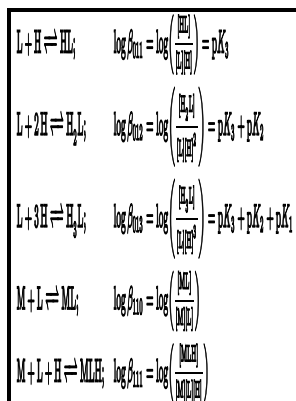 L + H ⇌ HL; log β₀₁₁ = log([HL]/[L][H]) = pK₃
L + 2H ⇌ H₂L; log β₀₁₂ = log([H₂L]/[L][H]²) = pK₃ + pK₂
L + 3H ⇌ H₃L; log β₀₁₃ = log([H₃L]/[L][H]³) = pK₃ + pK₂ + pK₁
M + L ⇌ ML; log β₁₁₀ = log([ML]/[M][L])
M + L + H ⇌ MLH; log β₁₁₁ = log([MLH]/[M][L][H])